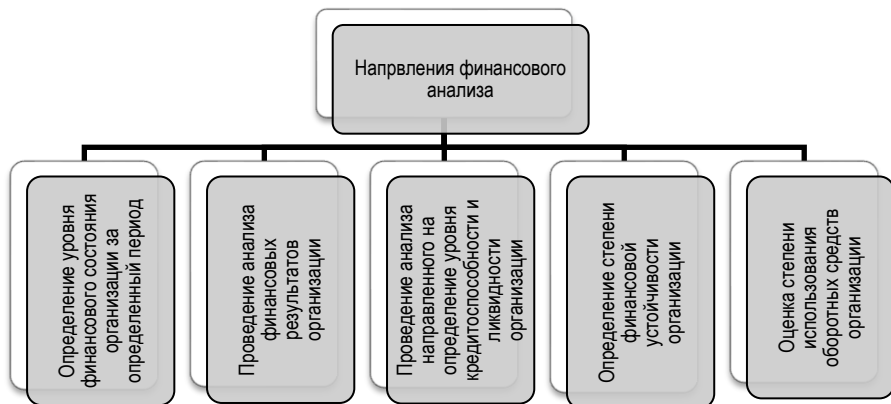 Напрвления финансового
анализа
Определение уровня
финансового состояния
организации за
определенный период
Проведение анализа
финансовых
результатов
организации
Проведение анализа
направленного на
определение уровня
кредитоспособности и
ликвидности
организации
Определение степени
финансовой
устойчивости
организации
Оценка степени
использования
оборотных средств
организации